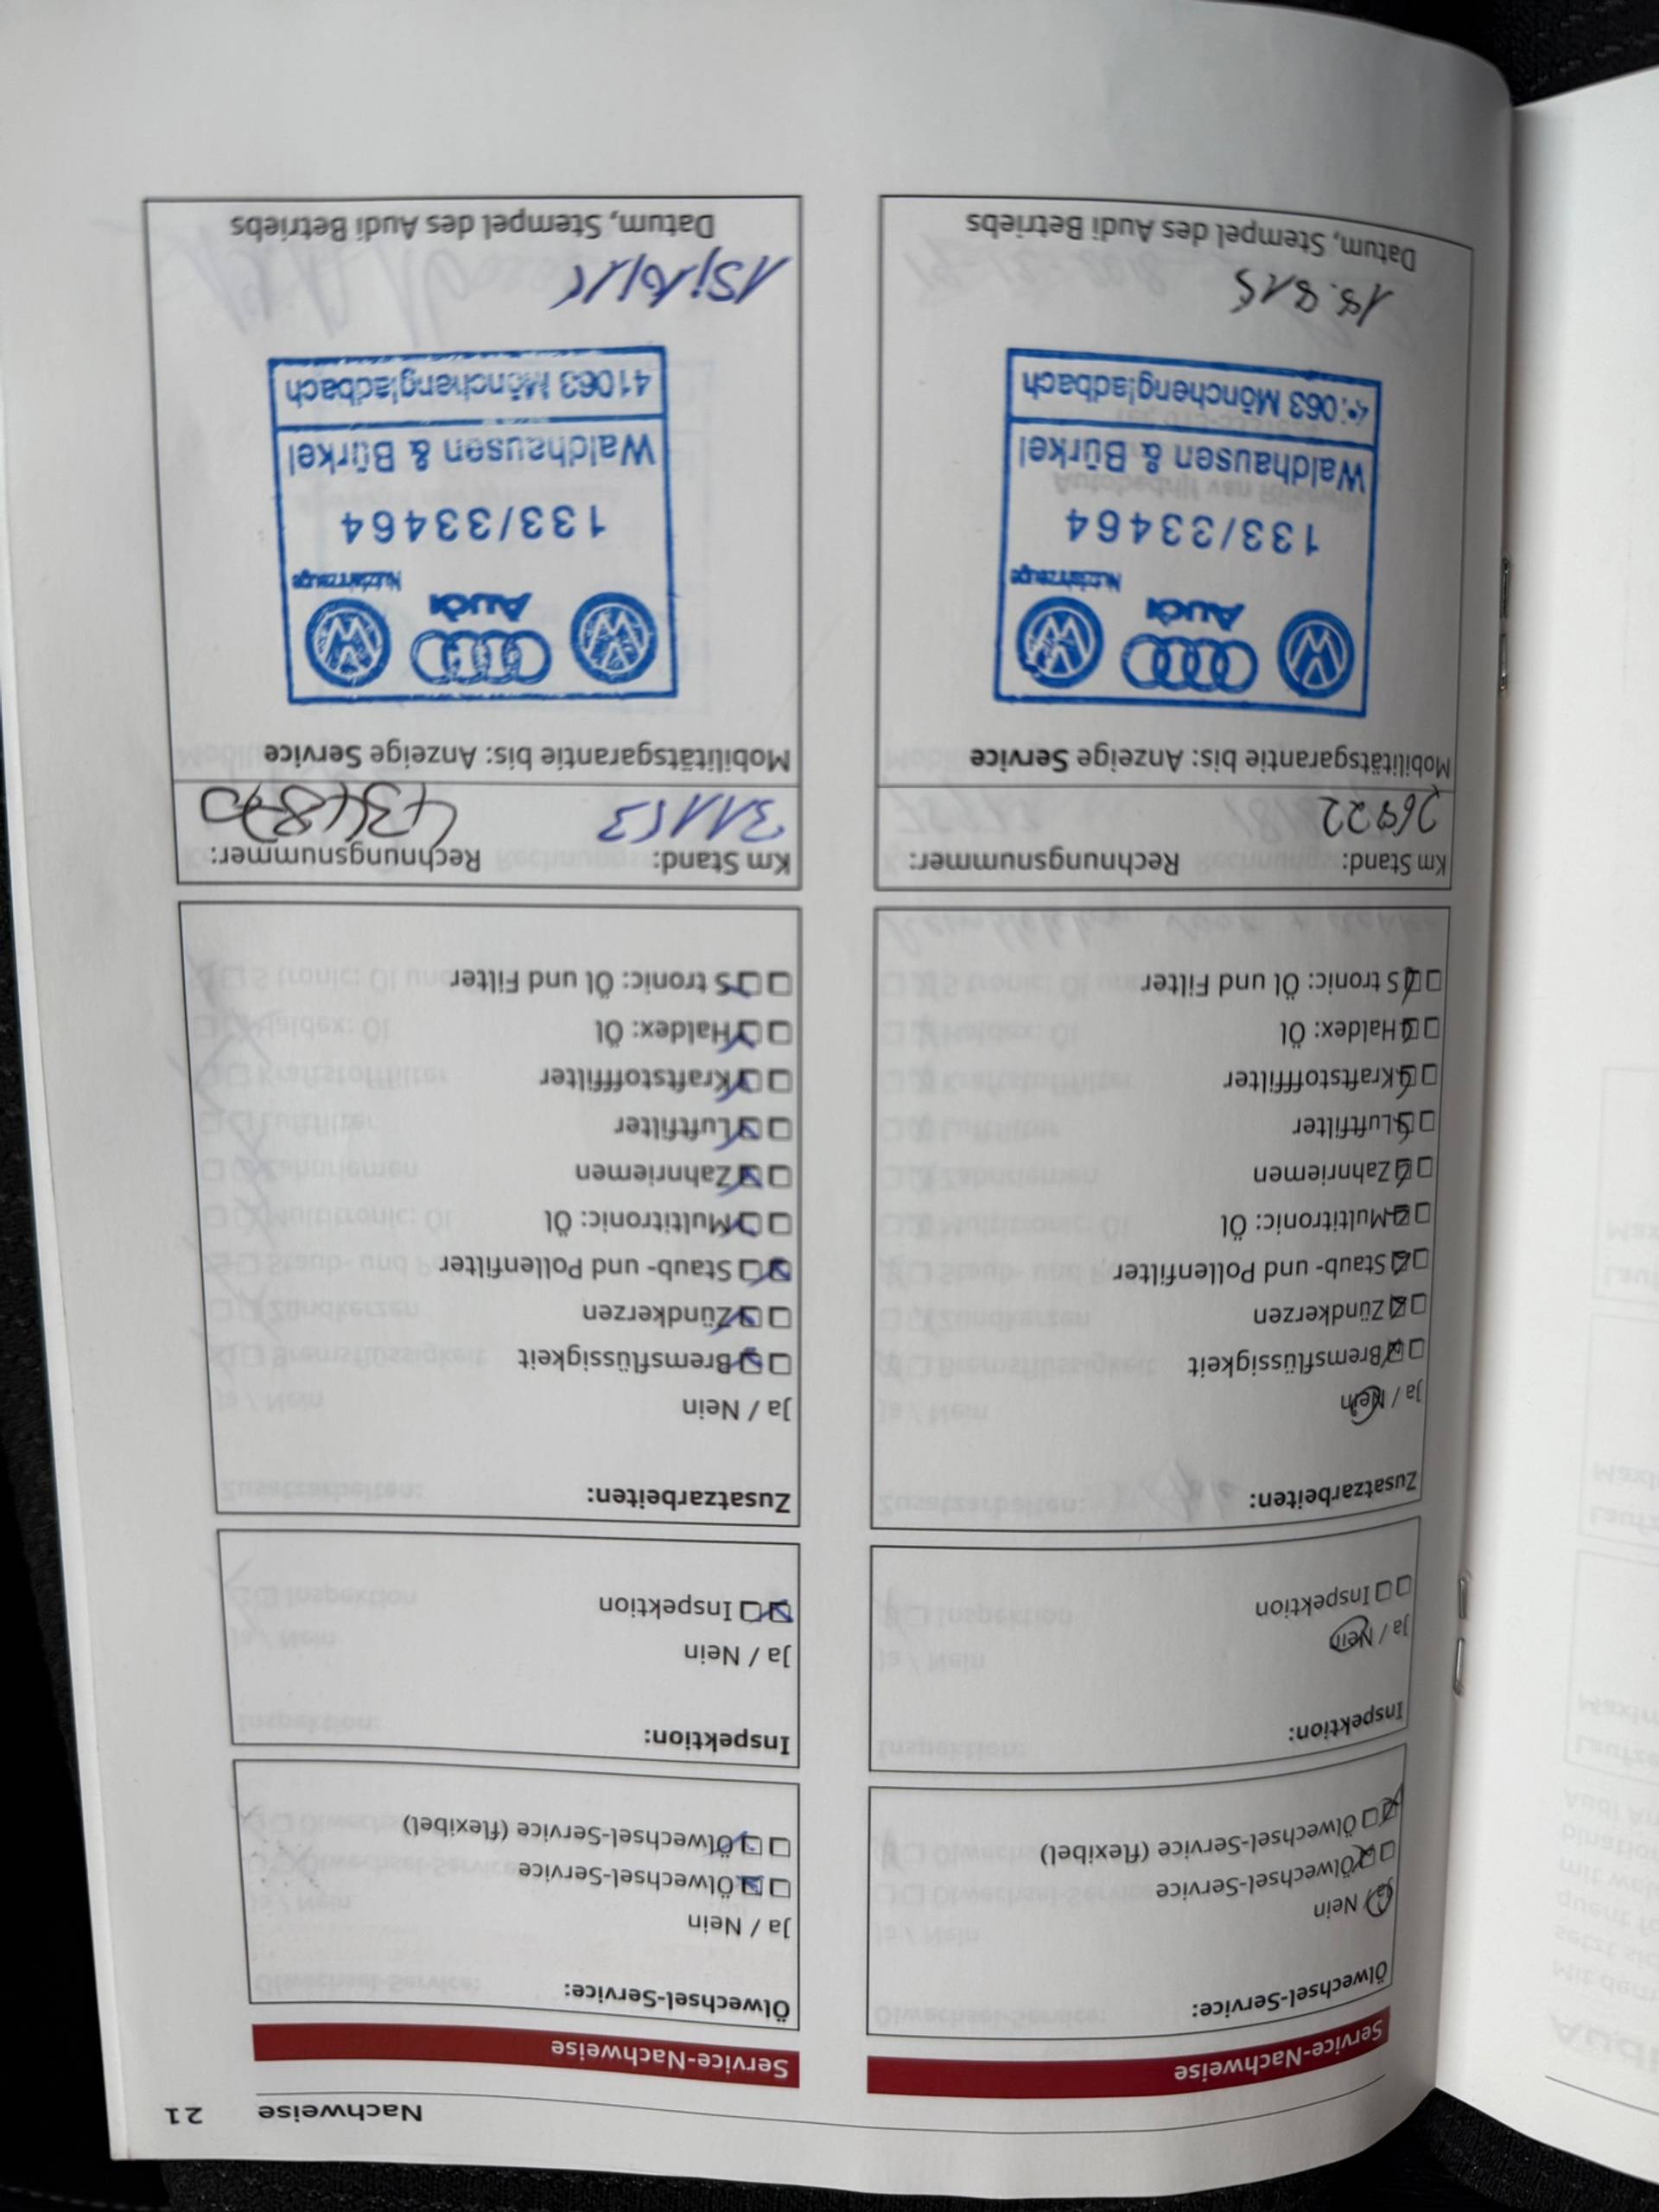 Nachweise 21
Service-Nachweise
Ölwechsel-Service:
Ja / Nein
Ölwechsel-Service
Ölwechsel-Service (flexibel)
Inspektion:
Ja / Nein
Inspektion
Zusatzarbeiten:
Ja / Nein
Bremsflüssigkeit
Zündkerzen
Staub- und Pollenfilter
Multitronic: Öl
Zahnriemen
Luftfilter
Kraftstofffilter
Haldex: Öl
S tronic: Öl und Filter
Km Stand: Rechnungsnummer:
Mobilitätsgarantie bis: Anzeige Service
Audi
Nutzfahrzeuge
133/33464
Waldhausen & Bürkel
063 Mönchengladbach
Datum, Stempel des Audi Betriebs
Service-Nachweise
Ölwechsel-Service:
Ja / Nein
Ölwechsel-Service
Ölwechsel-Service (flexibel)
Inspektion:
Ja / Nein
Inspektion
Zusatzarbeiten:
Ja / Nein
Bremsflüssigkeit
Zündkerzen
Staub- und Pollenfilter
Multitronic: Öl
Zahnriemen
Luftfilter
Kraftstofffilter
Haldex: Öl
S tronic: Öl und Filter
Km Stand: Rechnungsnummer:
31153
Mobilitätsgarantie bis: Anzeige Service
Audi
Nutzfahrzeuge
133/33464
Waldhausen & Bürkel
41063 Mönchengladbach
Datum, Stempel des Audi Betriebs